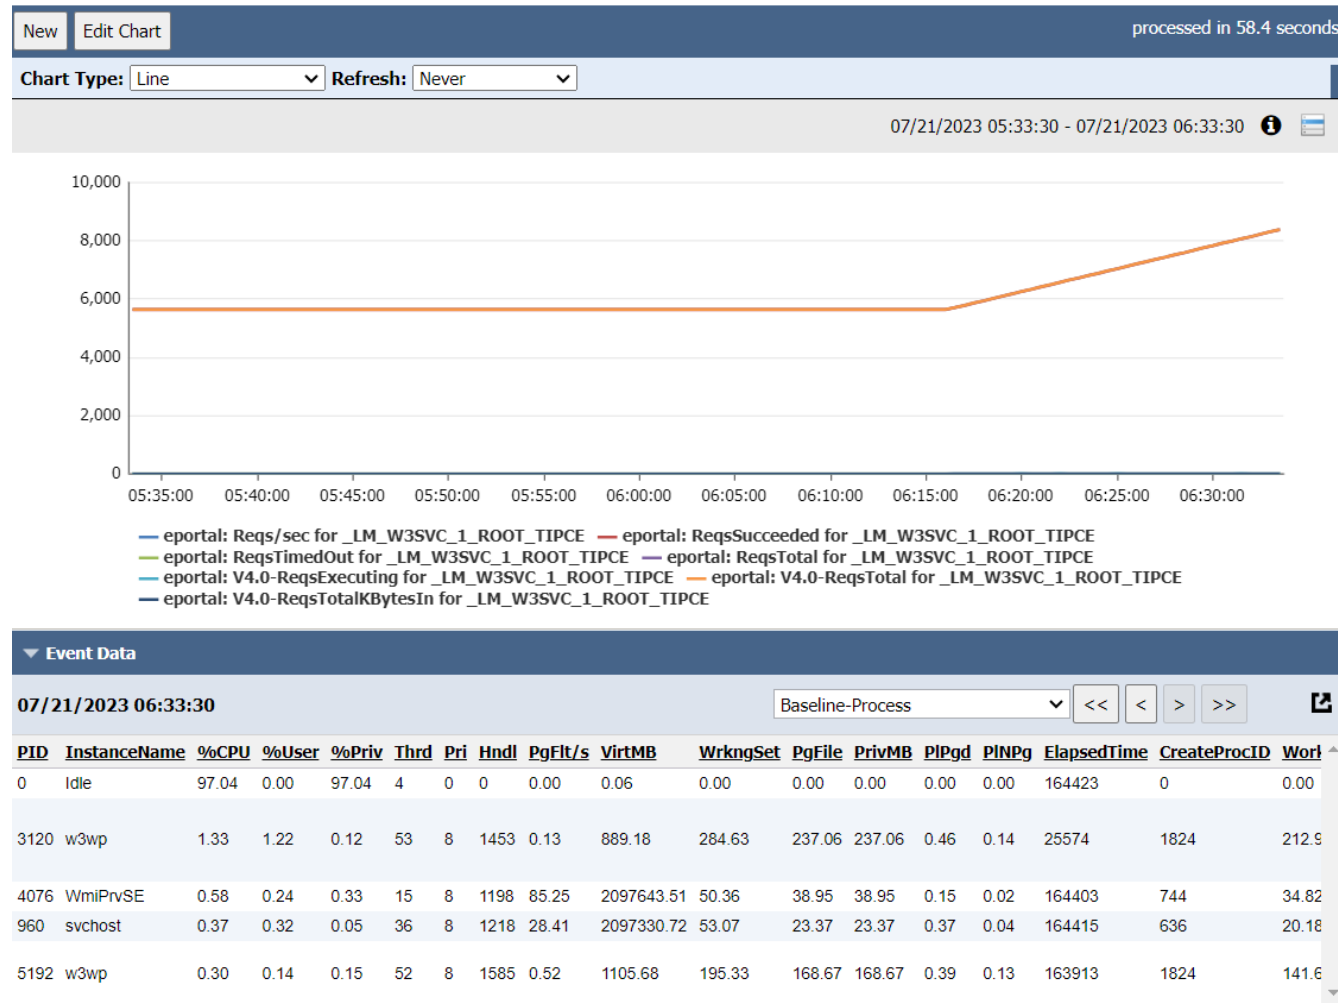 New Edit Chart processed in 58.4 seconds
Chart Type: Line Refresh: Never
07/21/2023 05:33:30 - 07/21/2023 06:33:30
10,000
8,000
6,000
4,000
2,000
0
05:35:00 05:40:00 05:45:00 05:50:00 05:55:00 06:00:00 06:05:00 06:10:00 06:15:00 06:20:00 06:25:00 06:30:00
eportal: Reqs/sec for _LM_W3SVC_1_ROOT_TIPCE eportal: ReqsSucceeded for _LM_W3SVC_1_ROOT_TIPCE
eportal: ReqsTimedOut for _LM_W3SVC_1_ROOT_TIPCE eportal: ReqsTotal for _LM_W3SVC_1_ROOT_TIPCE
eportal: V4.0-ReqsExecuting for _LM_W3SVC_1_ROOT_TIPCE eportal: V4.0-ReqsTotal for _LM_W3SVC_1_ROOT_TIPCE
eportal: V4.0-ReqsTotalKBytesIn for _LM_W3SVC_1_ROOT_TIPCE
Event Data
07/21/2023 06:33:30 Baseline-Process << < > >>
PID InstanceName %CPU %User %Priv Thrd Pri Hndl PgFlt/s VirtMB WrkngSet PgFile PrivMB PlPgd PlNPg ElapsedTime CreateProcID Work
0 Idle 97.04 0.00 97.04 4 0 0 0.00 0.06 0.00 0.00 0.00 0.00 0.00 164423 0 0.00
3120 w3wp 1.33 1.22 0.12 53 8 1453 0.13 889.18 284.63 237.06 237.06 0.46 0.14 25574 1824 212.9
4076 WmiPrvSE 0.58 0.24 0.33 15 8 1198 85.25 2097643.51 50.36 38.95 38.95 0.15 0.02 164403 744 34.82
960 svchost 0.37 0.32 0.05 36 8 1218 28.41 2097330.72 53.07 23.37 23.37 0.37 0.04 164415 636 20.18
5192 w3wp 0.30 0.14 0.15 52 8 1585 0.52 1105.68 195.33 168.67 168.67 0.39 0.13 163913 1824 141.6